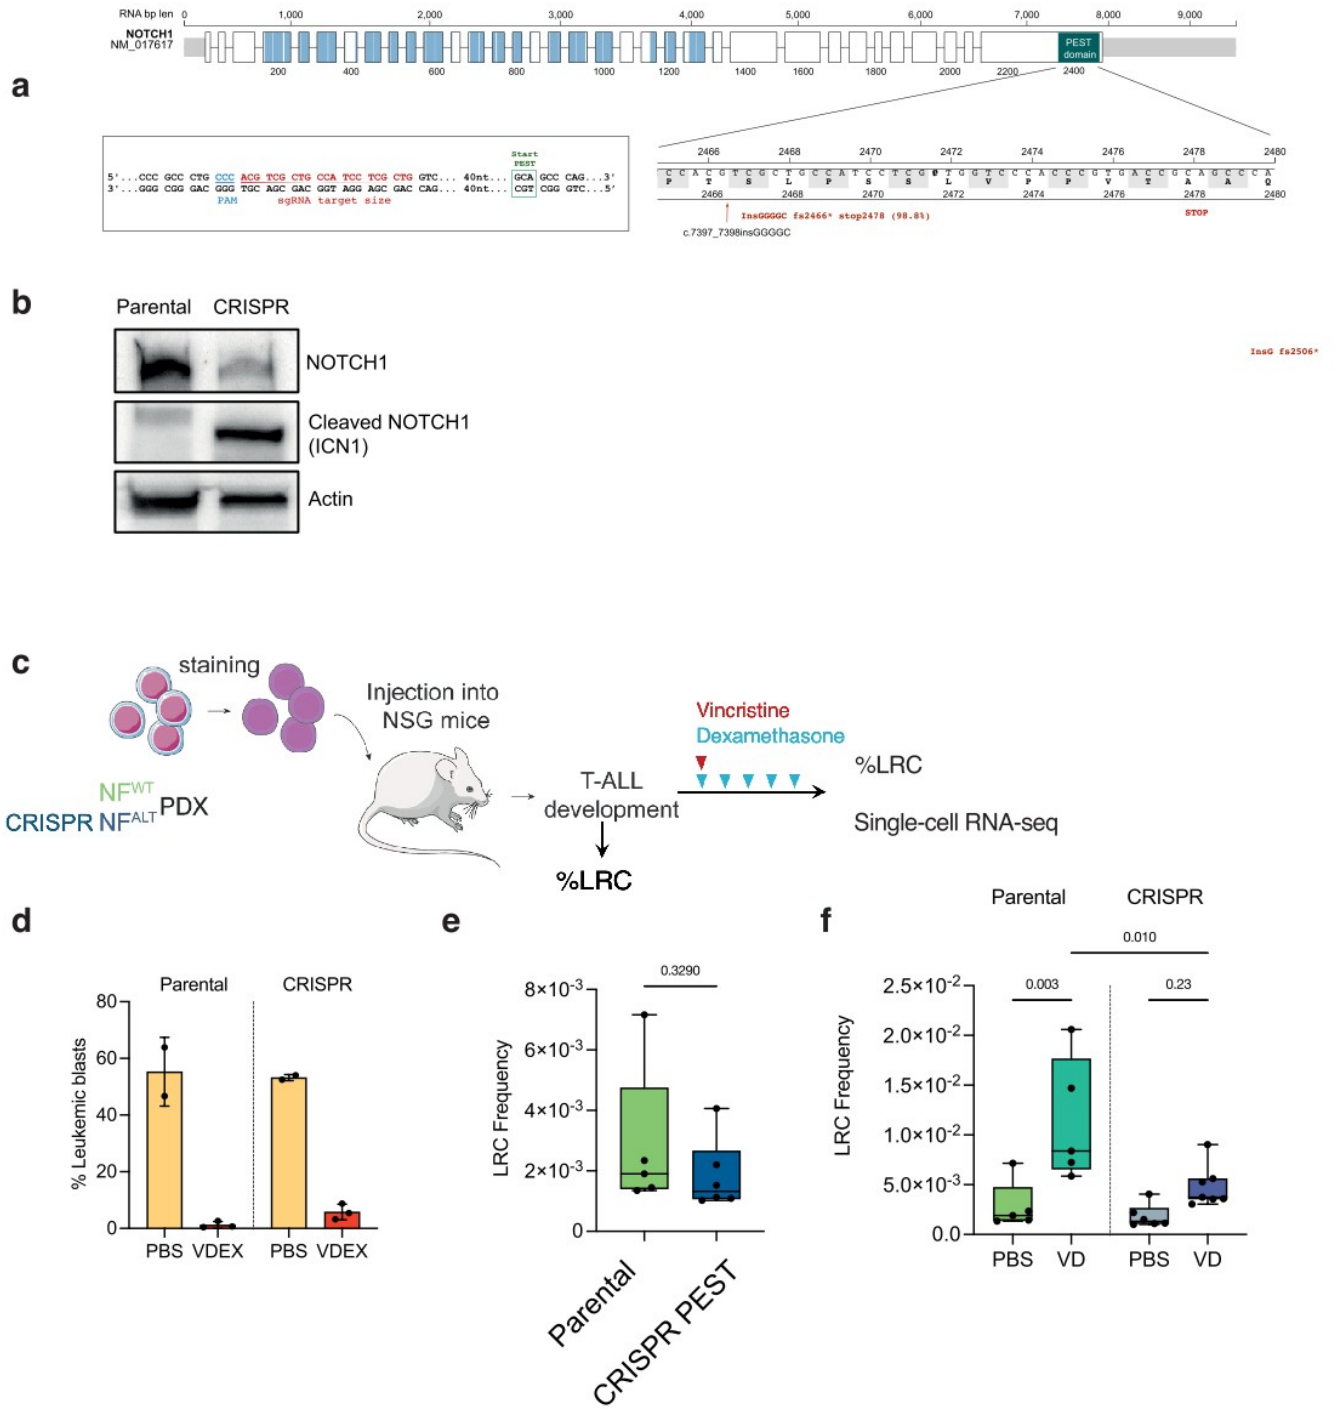 RNA bp len 0 1,000 2,000 3,000 4,000 5,000 6,000 7,000 8,000 9,000
NOTCH1
NM_017617
PEST
domain
200 400 600 800 1000 1200 1400 1600 1800 2000 2200 2400
a
Start
PEST
5'...CCC GCC CTG CCC ACG TCG CTG CCA TCC TCG CTG GTC... 40nt... GCA GCC CAG...3'
3'...GGG CGG GAC GGG TGC AGC GAC GGT AGG AGC GAC CAG... 40nt... CGT CGG GTC...5'
PAM sgRNA target size
2466 2468 2470 2472 2474 2476 2478 2480
C C A C G T C G C T G C C A T C C T C G C T G G T C C C A C C C G T G A C C G C A G C C C A
P T S L P S S L V P P V T A A Q
2466 2468 2470 2472 2474 2476 2478 2480
InsGGGGC fs2466* stop2478 (98.8%) STOP
c.7397_7398insGGGGC
b
Parental CRISPR
NOTCH1
Cleaved NOTCH1
(ICN1)
Actin
InsG fs2506*
c
staining
Injection into
NSG mice
NFWT
CRISPR NFALT PDX
T-ALL
development
%LRC
Vincristine
Dexamethasone
%LRC
Single-cell RNA-seq
d
Parental CRISPR
% Leukemic blasts
80
60
40
20
0
PBS VDEX PBS VDEX
e
0.3290
LRC Frequency
8×10-3
6×10-3
4×10-3
2×10-3
0
Parental
CRISPR PEST
f
Parental CRISPR
0.010
0.003 0.23
LRC Frequency
2.5×10-2
2.0×10-2
1.5×10-2
1.0×10-2
5.0×10-3
0.0
PBS VD PBS VD